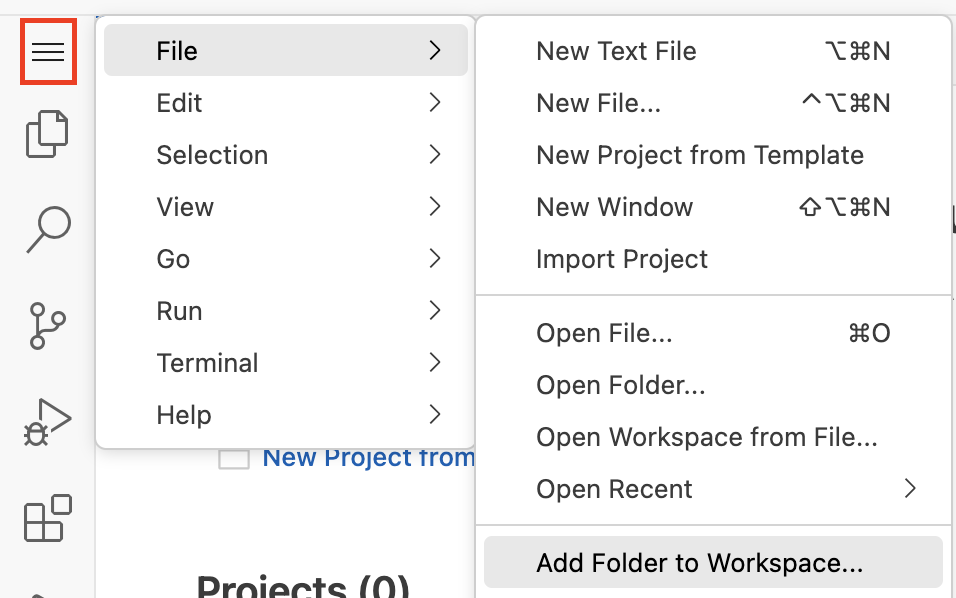 File
Edit
Selection
View
Go
Run
Terminal
Help
New Text File ⌥⌘N
New File... ^⌥⌘N
New Project from Template
New Window ⇧⌥⌘N
Import Project
Open File... ⌘O
Open Folder...
Open Workspace from File...
Open Recent
Add Folder to Workspace...
New Project from
Projects (0)